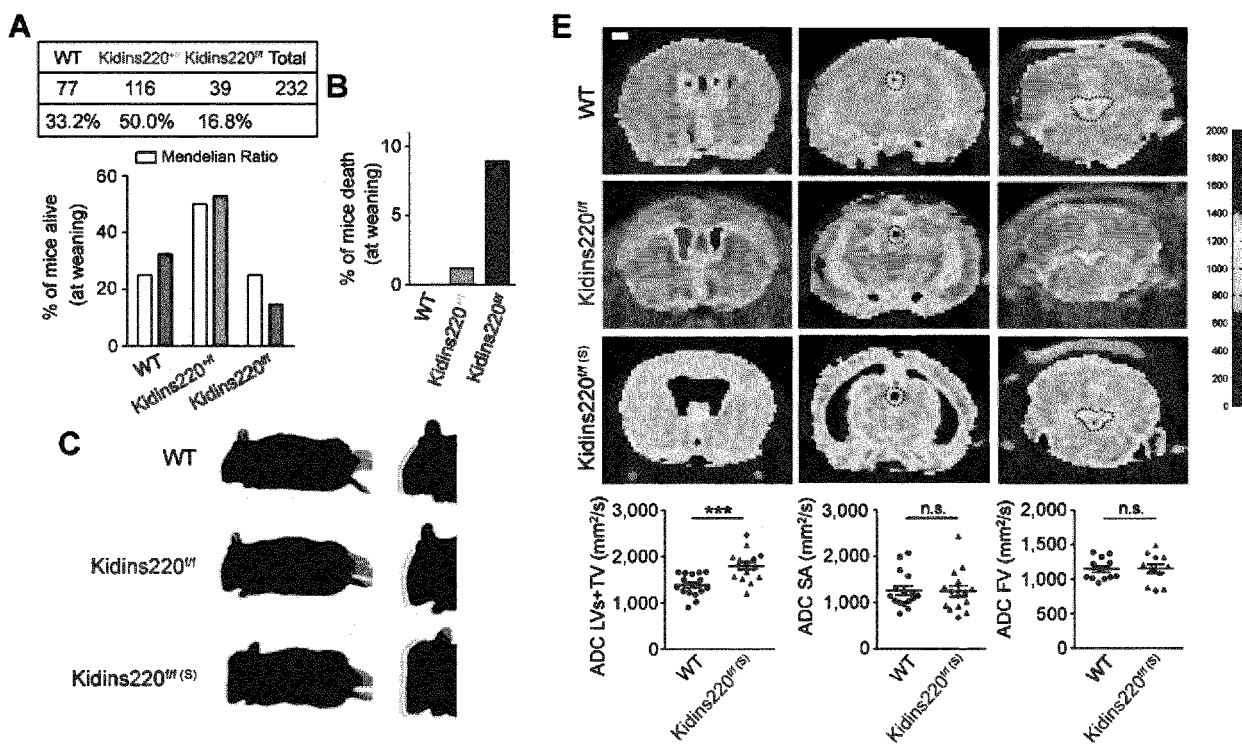 A
WT Kidins220+/f Kidins220f/f Total
77 116 39 232
33.2% 50.0% 16.8%
Mendelian Ratio
% of mice alive
(at weaning)
60
40
20
0
WT
Kidins220+/f
Kidins220f/f
B
% of mice death
(at weaning)
10
5
0
WT
Kidins220+/f
Kidins220f/f
C
WT
Kidins220f/f
Kidins220f/f (S)
E
WT
Kidins220f/f
Kidins220f/f (S)
2000
1800
1600
1400
1200
1000
800
600
400
200
0
ADC LVs+TV (mm²/s)
3,000
2,000
1,000
0
***
WT
Kidins220f/f (S)
ADC SA (mm²/s)
3,000
2,000
1,000
0
n.s.
WT
Kidins220f/f (S)
ADC FV (mm²/s)
2,000
1,500
1,000
500
0
n.s.
WT
Kidins220f/f (S)